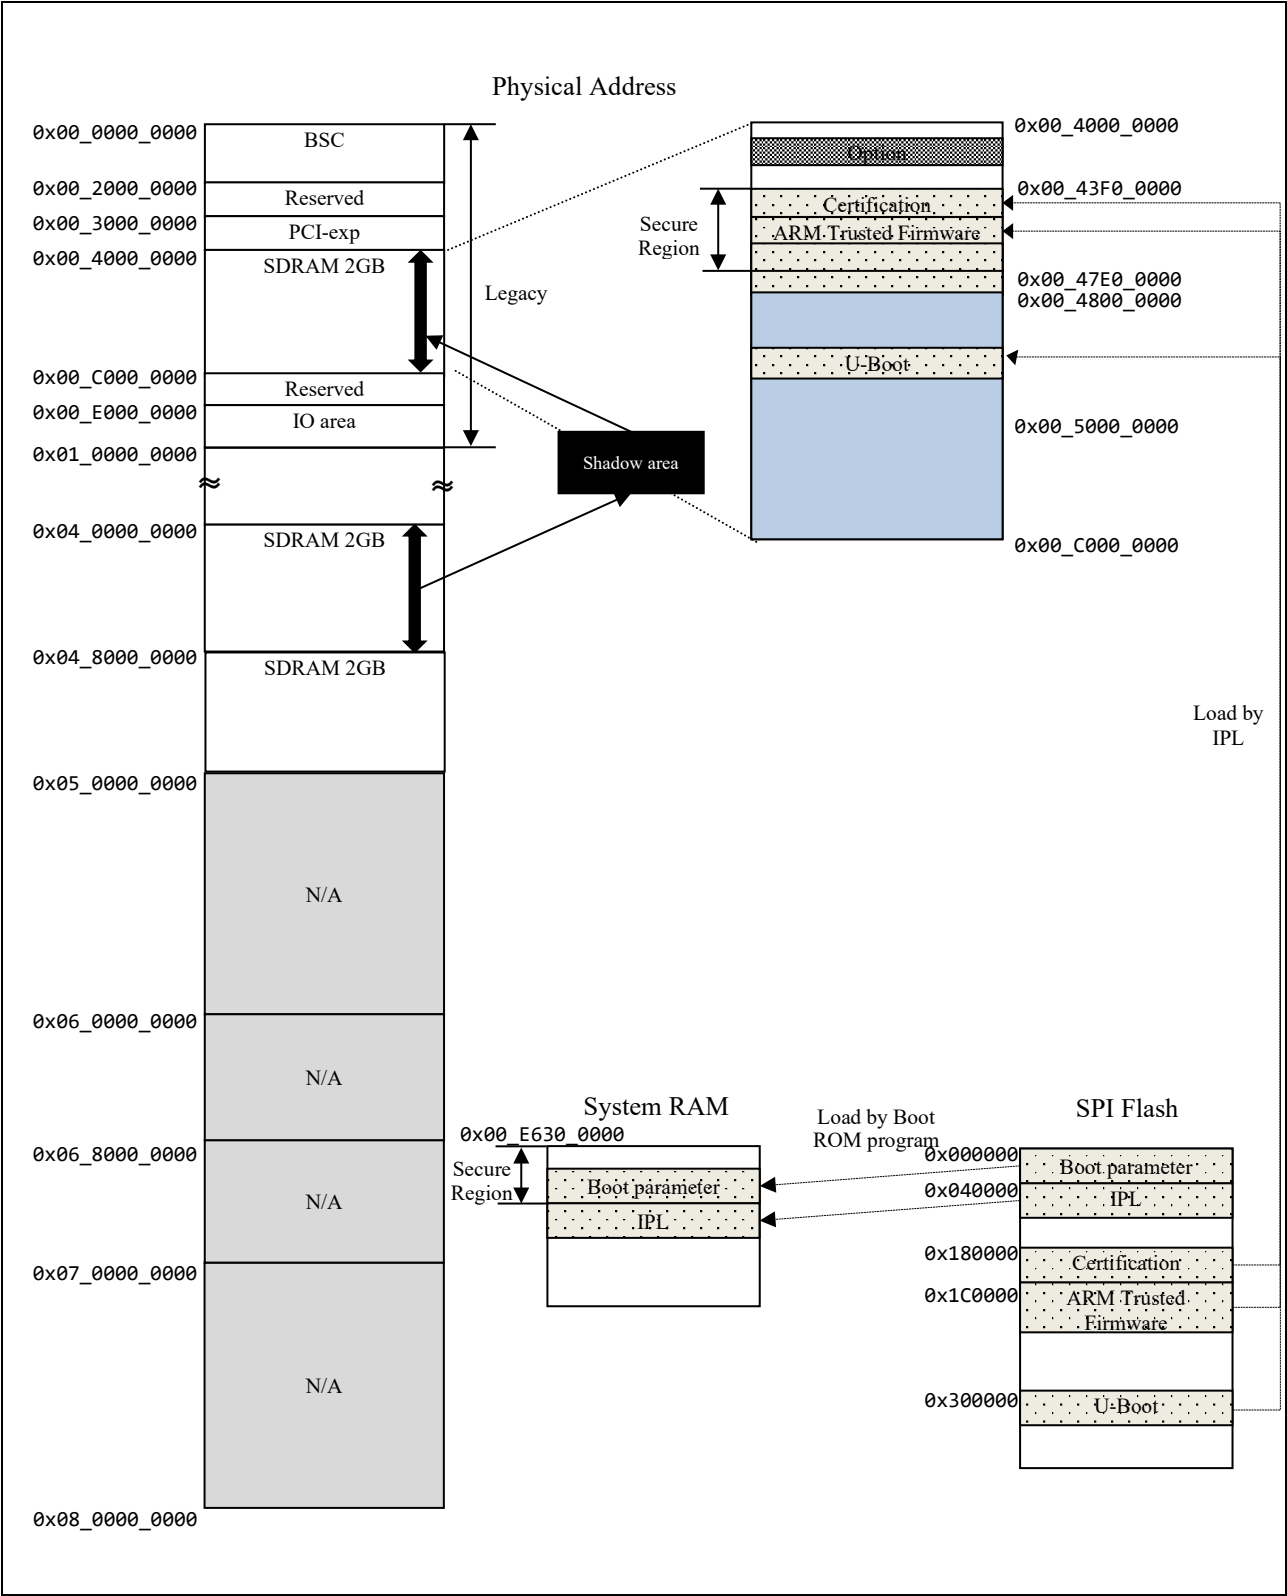 Physical Address
0x00_0000_0000
BSC
0x00_2000_0000
Reserved
0x00_3000_0000
PCI-exp
0x00_4000_0000
SDRAM 2GB
Legacy
0x00_C000_0000
Reserved
0x00_E000_0000
IO area
0x01_0000_0000
≈
≈
0x04_0000_0000
SDRAM 2GB
0x04_8000_0000
SDRAM 2GB
0x05_0000_0000
N/A
0x06_0000_0000
N/A
0x06_8000_0000
N/A
0x07_0000_0000
N/A
0x08_0000_0000
Shadow area
0x00_4000_0000
Option
0x00_43F0_0000
Secure
Region
Certification
ARM Trusted Firmware
0x00_47E0_0000
0x00_4800_0000
U-Boot
0x00_5000_0000
0x00_C000_0000
Load by
IPL
System RAM
0x00_E630_0000
Secure
Region
Boot parameter
IPL
Load by Boot
ROM program
SPI Flash
0x000000
Boot parameter
0x040000
IPL
0x180000
Certification
0x1C0000
ARM Trusted
Firmware
0x300000
U-Boot